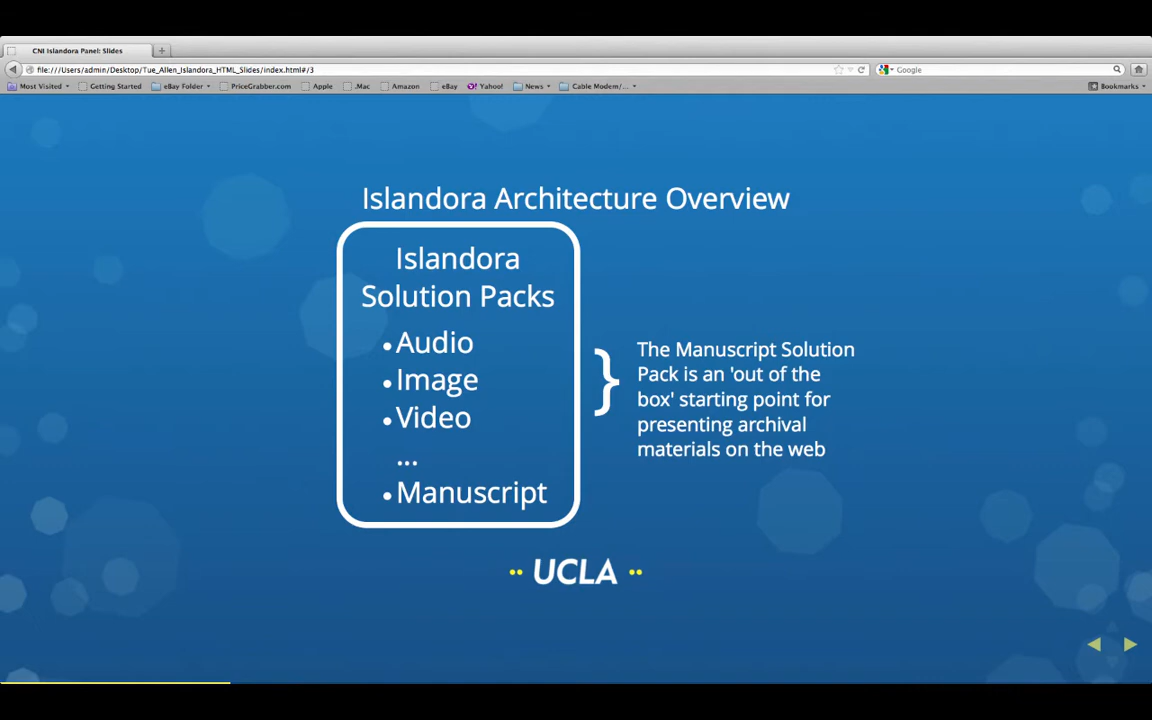 CNI Islandora Panel: Slides
file:///Users/admin/Desktop/Tue_Allen_Islandora_HTML_Slides/index.html#/3
Google
Most Visited
Getting Started
eBay Folder
PriceGrabber.com
Apple
.Mac
Amazon
eBay
Yahoo!
News
Cable Modem/...
Bookmarks
Islandora Architecture Overview
Islandora
Solution Packs
• Audio
• Image
• Video
...
• Manuscript
}
The Manuscript Solution
Pack is an 'out of the
box' starting point for
presenting archival
materials on the web
•• UCLA ••